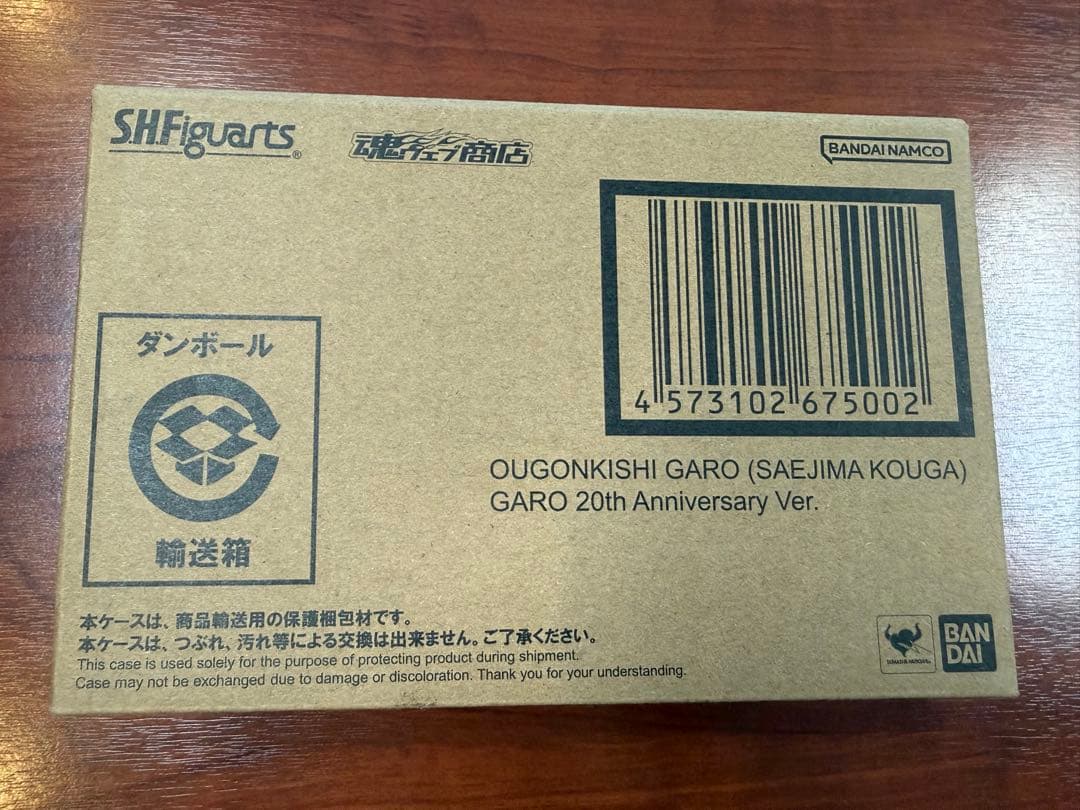 S.H.Figuarts®
魂ウェブ商店
BANDAI NAMCO
4 573102 675002
OUGONKISHI GARO (SAEJIMA KOUGA)
GARO 20th Anniversary Ver.
ダンボール
輸送箱
本ケースは、商品輸送用の保護梱包材です。
本ケースは、つぶれ、汚れ等による交換は出来ません。ご了承ください。
This case is used solely for the purpose of protecting product during shipment.
Case may not be exchanged due to damage or discoloration. Thank you for your understanding.
TAMASHII NATIONS
BAN
DAI